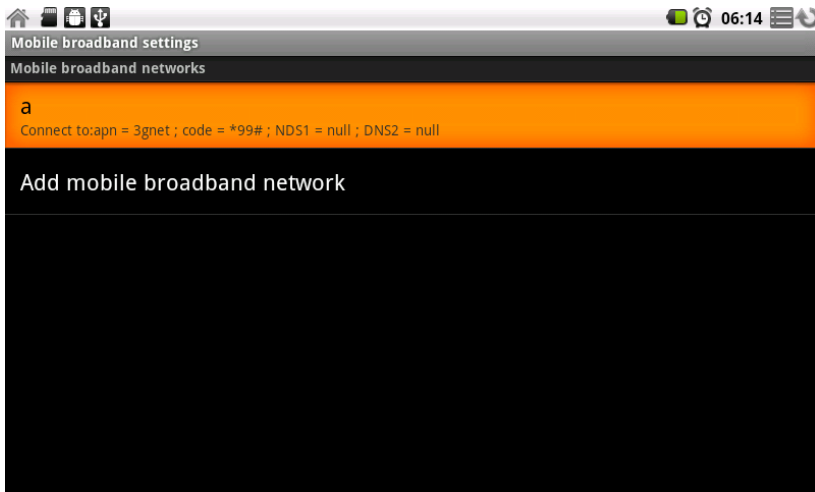 06:14
Mobile broadband settings
Mobile broadband networks
a
Connect to:apn = 3gnet ; code = *99# ; NDS1 = null ; DNS2 = null
Add mobile broadband network